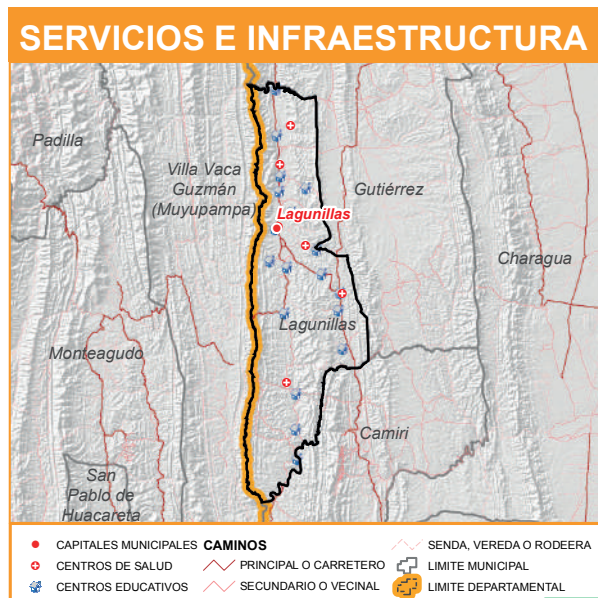 SERVICIOS E INFRAESTRUCTURA
Padilla
Villa Vaca
Guzmán
(Muyupampa)
Gutiérrez
Lagunillas
Charagua
Lagunillas
Monteagudo
Camiri
San
Pablo de
Huacareta
CAPITALES MUNICIPALES
CENTROS DE SALUD
CENTROS EDUCATIVOS
CAMINOS
PRINCIPAL O CARRETERO
SECUNDARIO O VECINAL
SENDA, VEREDA O RODEERA
LIMITE MUNICIPAL
LIMITE DEPARTAMENTAL